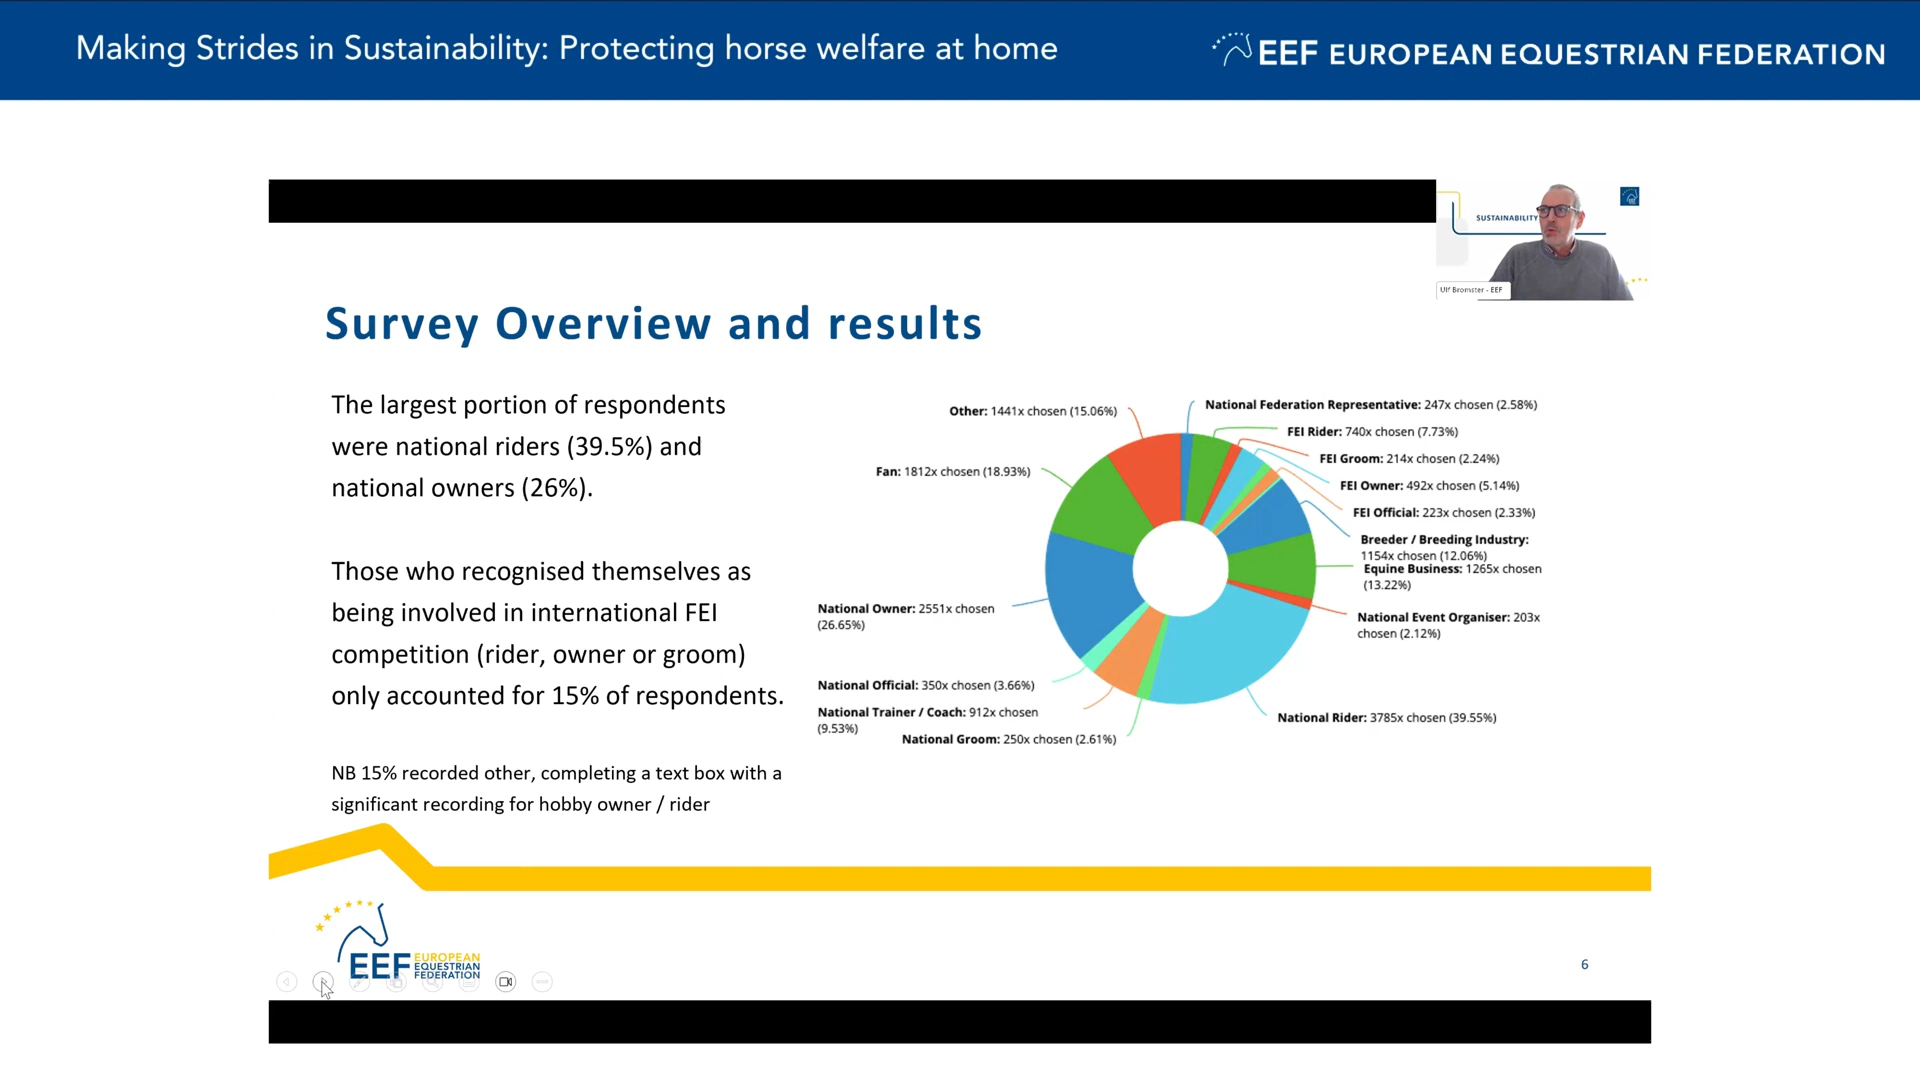 Making Strides in Sustainability: Protecting horse welfare at home
EEF EUROPEAN EQUESTRIAN FEDERATION
SUSTAINABILITY
Ulf Bromster - EEF
Survey Overview and results
The largest portion of respondents
were national riders (39.5%) and
national owners (26%).
Those who recognised themselves as
being involved in international FEI
competition (rider, owner or groom)
only accounted for 15% of respondents.
NB 15% recorded other, completing a text box with a
significant recording for hobby owner / rider
Other: 1441x chosen (15.06%)
Fan: 1812x chosen (18.93%)
National Owner: 2551x chosen
(26.65%)
National Official: 350x chosen (3.66%)
National Trainer / Coach: 912x chosen
(9.53%)
National Groom: 250x chosen (2.61%)
National Federation Representative: 247x chosen (2.58%)
FEI Rider: 740x chosen (7.73%)
FEI Groom: 214x chosen (2.24%)
FEI Owner: 492x chosen (5.14%)
FEI Official: 223x chosen (2.33%)
Breeder / Breeding Industry:
1154x chosen (12.06%)
Equine Business: 1265x chosen
(13.22%)
National Event Organiser: 203x
chosen (2.12%)
National Rider: 3785x chosen (39.55%)
EEF EUROPEAN
EQUESTRIAN
FEDERATION
6